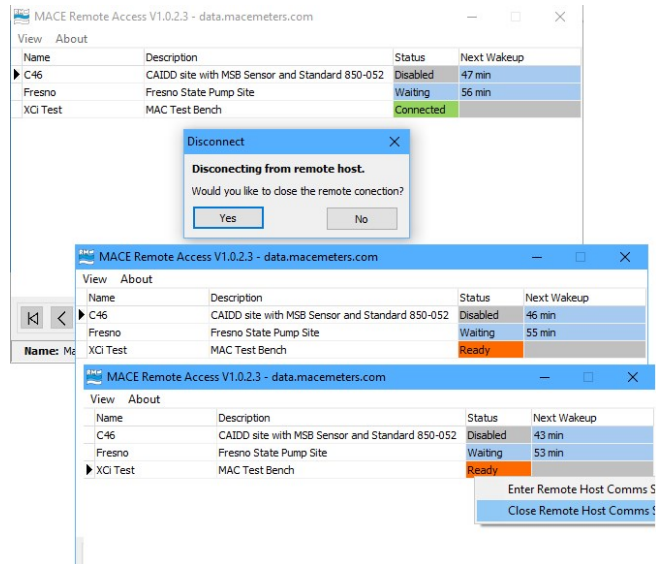 MACE Remote Access V1.0.2.3 - data.macemeters.com
View About
Name Description Status Next Wakeup
C46 CAIDD site with MSB Sensor and Standard 850-052 Disabled 47 min
Fresno Fresno State Pump Site Waiting 56 min
XCi Test MAC Test Bench Connected
Disconnect
Disconecting from remote host.
Would you like to close the remote conection?
Yes No
MACE Remote Access V1.0.2.3 - data.macemeters.com
View About
Name Description Status Next Wakeup
C46 CAIDD site with MSB Sensor and Standard 850-052 Disabled 46 min
Fresno Fresno State Pump Site Waiting 55 min
XCi Test MAC Test Bench Ready
Name: Ma
MACE Remote Access V1.0.2.3 - data.macemeters.com
View About
Name Description Status Next Wakeup
C46 CAIDD site with MSB Sensor and Standard 850-052 Disabled 43 min
Fresno Fresno State Pump Site Waiting 53 min
XCi Test MAC Test Bench Ready
Enter Remote Host Comms S
Close Remote Host Comms S